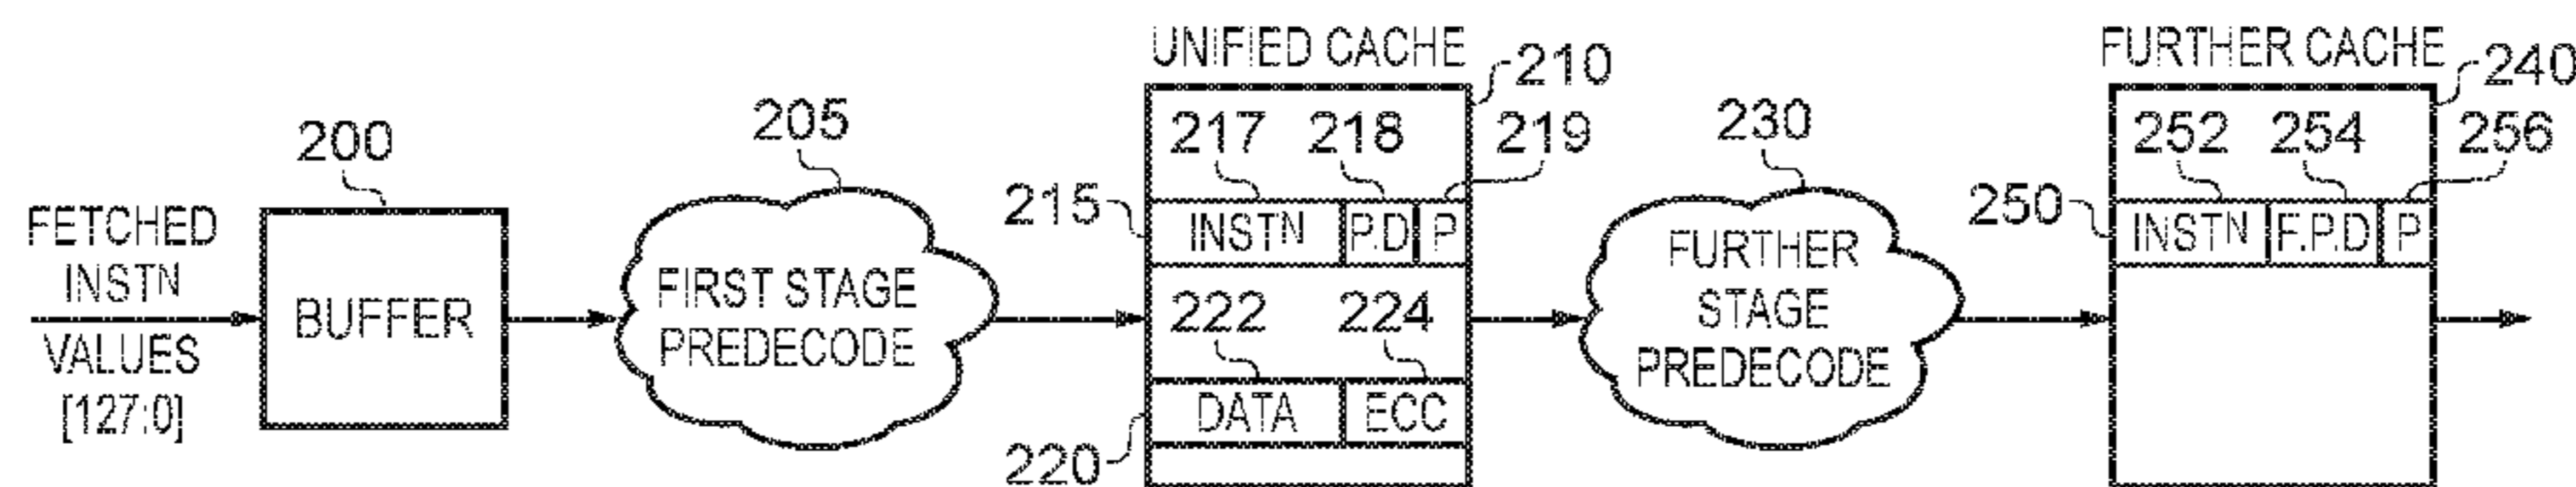 UNIFIED CACHE
FURTHER CACHE
210
240
200
205
217 218 219
230
252 254 256
FETCHED
INSTN
VALUES
[127:0]
BUFFER
FIRST STAGE
PREDECODE
215
INSTN P.D P
222 224
220
DATA ECC
FURTHER
STAGE
PREDECODE
250
INSTN F.P.D P